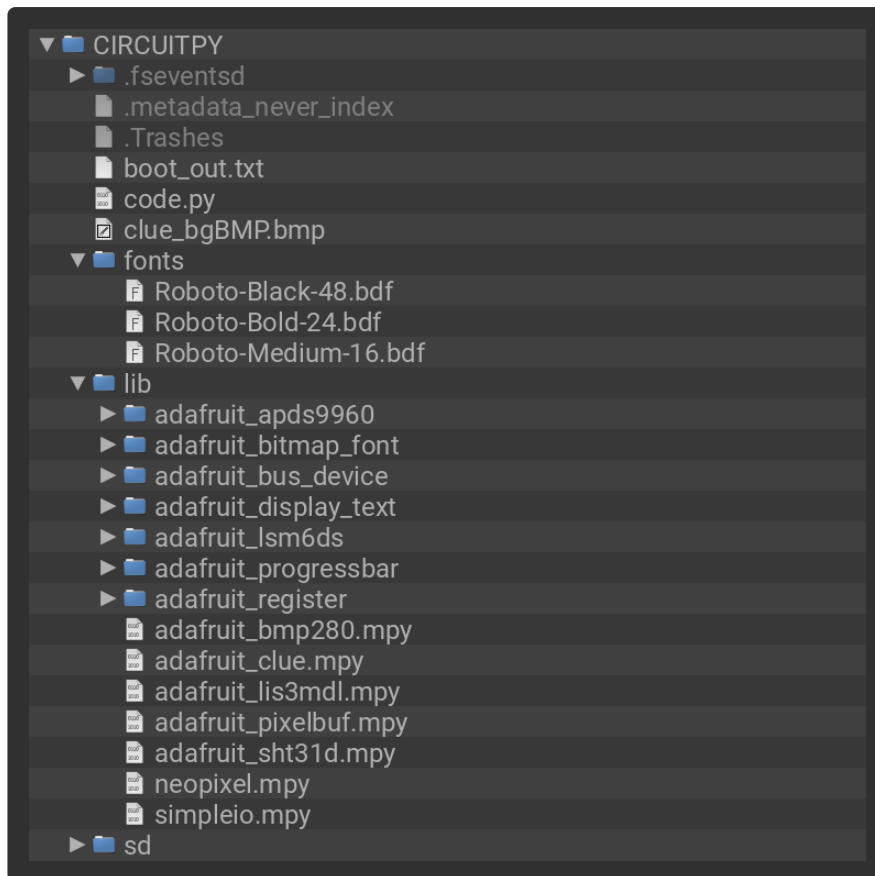 CIRCUITPY
.fseventsd
.metadata_never_index
.Trashes
boot_out.txt
code.py
clue_bgBMP.bmp
fonts
Roboto-Black-48.bdf
Roboto-Bold-24.bdf
Roboto-Medium-16.bdf
lib
adafruit_apds9960
adafruit_bitmap_font
adafruit_bus_device
adafruit_display_text
adafruit_lsm6ds
adafruit_progressbar
adafruit_register
adafruit_bmp280.mpy
adafruit_clue.mpy
adafruit_lis3mdl.mpy
adafruit_pixelbuf.mpy
adafruit_sht31d.mpy
neopixel.mpy
simpleio.mpy
sd